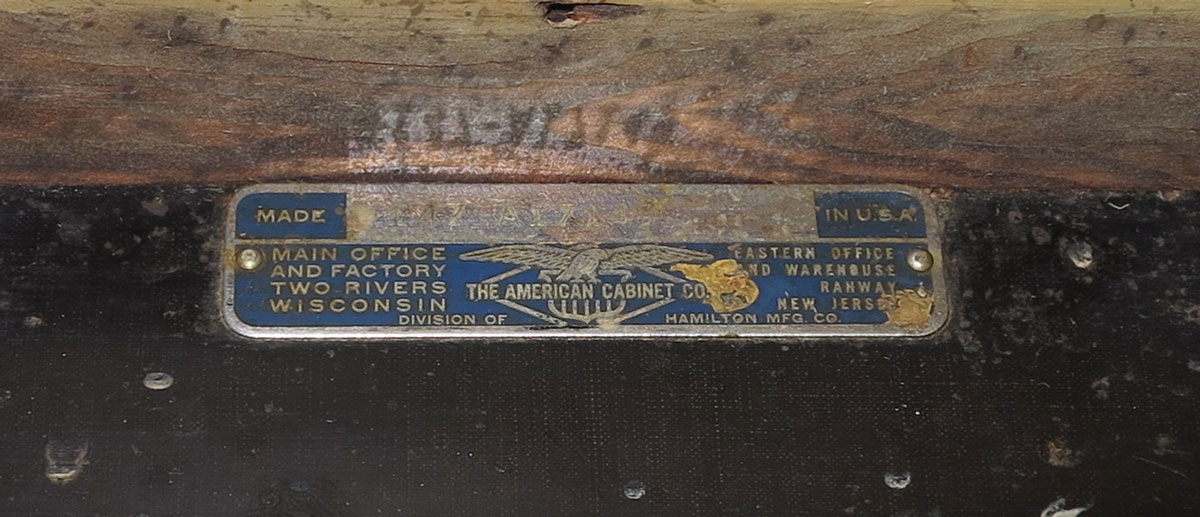 MADE
IN U.S.A.
MAIN OFFICE
AND FACTORY
TWO RIVERS
WISCONSIN
THE AMERICAN CABINET CO.
EASTERN OFFICE
AND WAREHOUSE
RAHWAY
NEW JERSEY
DIVISION OF
HAMILTON MFG. CO.